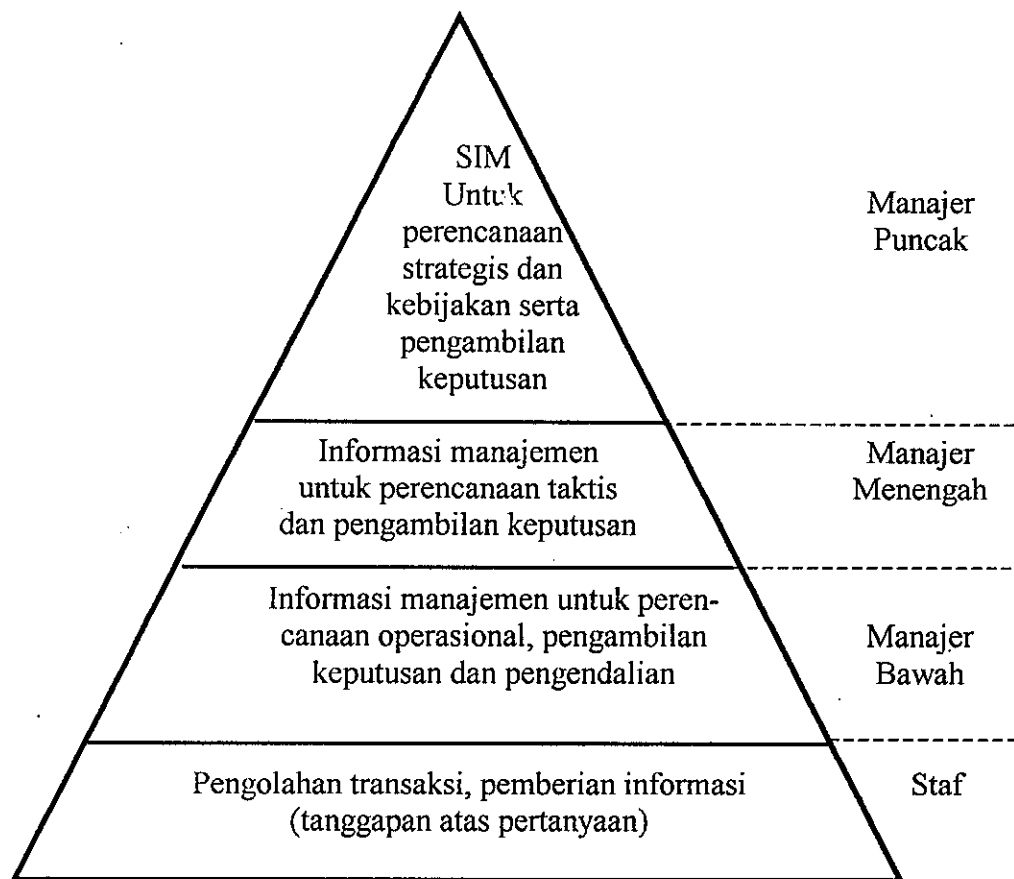 SIM
Untuk
perencanaan
strategis dan
kebijakan serta
pengambilan
keputusan
Manajer
Puncak
Informasi manajemen
untuk perencanaan taktis
dan pengambilan keputusan
Manajer
Menengah
Informasi manajemen untuk peren-
canaan operasional, pengambilan
keputusan dan pengendalian
Manajer
Bawah
Pengolahan transaksi, pemberian informasi
(tanggapan atas pertanyaan)
Staf